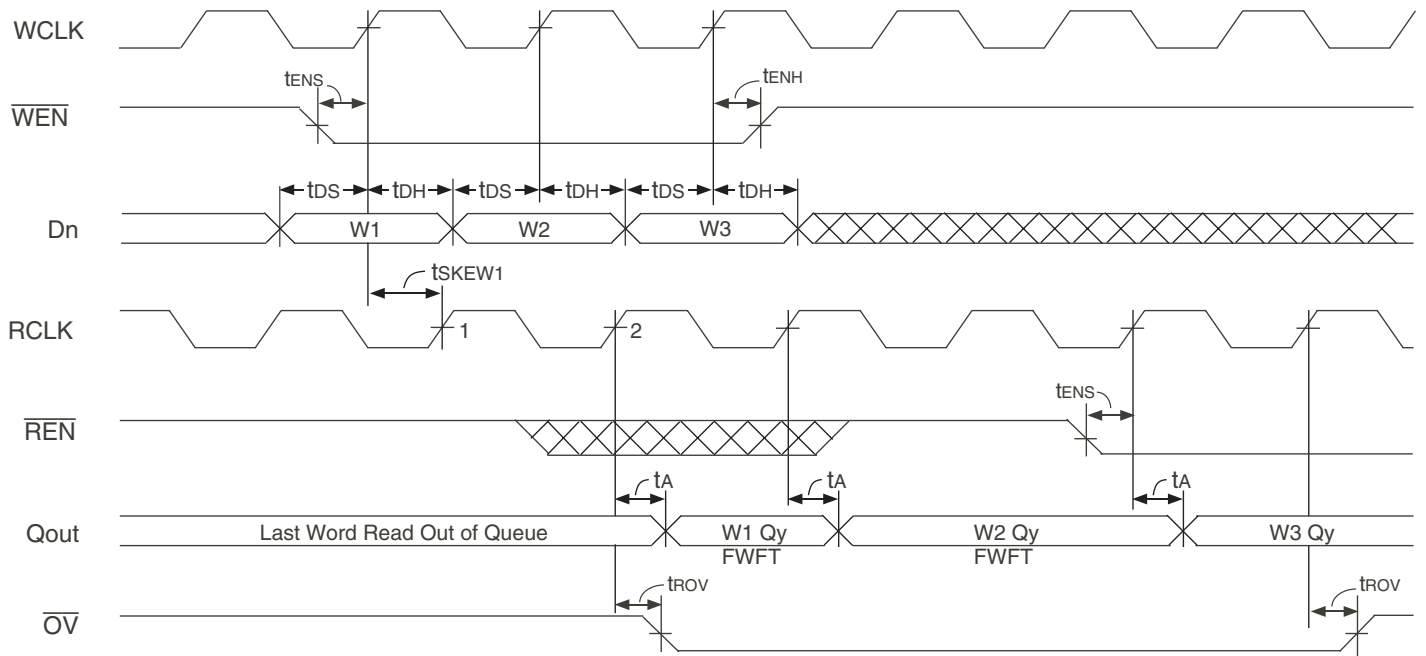 WCLK
tENS
tENH
WEN
tDS tDH tDS tDH tDS tDH
Dn
W1 W2 W3
tSKEW1
RCLK
1 2
tENS
REN
tA tA tA
Qout
Last Word Read Out of Queue W1 Qy W2 Qy W3 Qy
FWFT FWFT
tROV tROV
OV